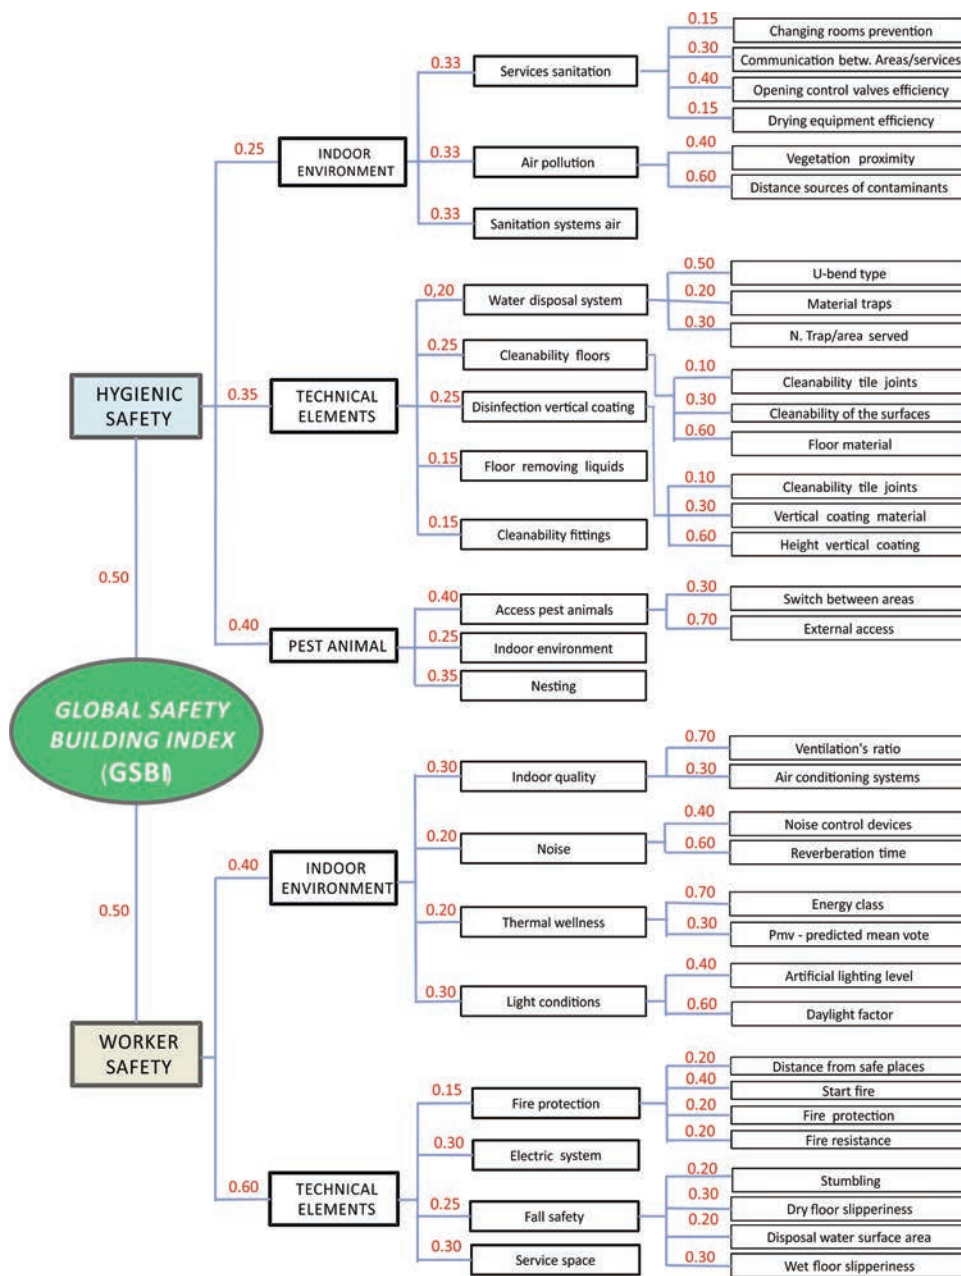 0.15
Changing rooms prevention
0.30
Communication betw. Areas/services
0.33
Services sanitation
0.40
Opening control valves efficiency
0.15
Drying equipment efficiency
0.25
INDOOR
ENVIRONMENT
0.33
Air pollution
0.40
Vegetation proximity
0.60
Distance sources of contaminants
0.33
Sanitation systems air
0,20
Water disposal system
0.50
U-bend type
0.20
Material traps
0.30
N. Trap/area served
0.25
Cleanability floors
0.10
Cleanability tile joints
0.30
Cleanability of the surfaces
0.60
Floor material
HYGIENIC
SAFETY
0.35
TECHNICAL
ELEMENTS
0.25
Disinfection vertical coating
0.15
Floor removing liquids
0.10
Cleanability tile joints
0.30
Vertical coating material
0.60
Height vertical coating
0.15
Cleanability fittings
0.50
0.40
PEST ANIMAL
0.40
Access pest animals
0.30
Switch between areas
0.70
External access
0.25
Indoor environment
0.35
Nesting
GLOBAL SAFETY
BUILDING INDEX
(GSBI)
0.30
Indoor quality
0.70
Ventilation's ratio
0.30
Air conditioning systems
0.40
INDOOR
ENVIRONMENT
0.20
Noise
0.40
Noise control devices
0.60
Reverberation time
0.50
0.20
Thermal wellness
0.70
Energy class
0.30
Pmv - predicted mean vote
0.30
Light conditions
0.40
Artificial lighting level
0.60
Daylight factor
WORKER
SAFETY
0.15
Fire protection
0.20
Distance from safe places
0.40
Start fire
0.20
Fire protection
0.20
Fire resistance
0.30
Electric system
0.60
TECHNICAL
ELEMENTS
0.25
Fall safety
0.20
Stumbling
0.30
Dry floor slipperiness
0.20
Disposal water surface area
0.30
Wet floor slipperiness
0.30
Service space